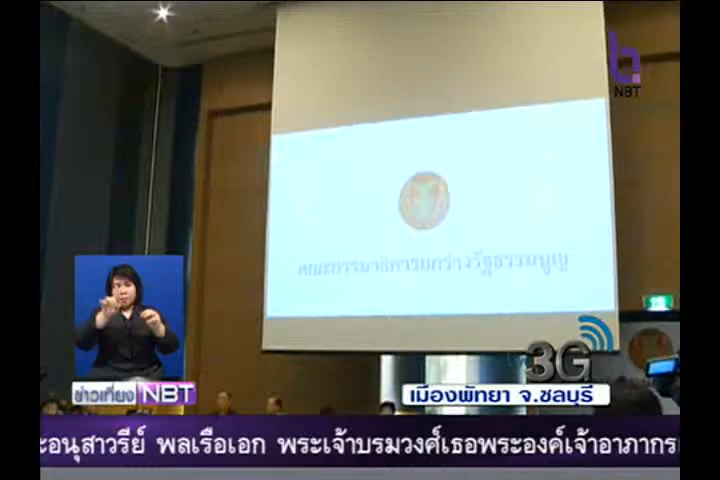 NBT
คณะกรรมาธิการยกร่างรัฐธรรมนูญ
3G
ข่าวเที่ยง NBT
เมืองพัทยา จ.ชลบุรี
ะอนุสาวรีย์ พลเรือเอก พระเจ้าบรมวงศ์เธอพระองค์เจ้าอาภากร